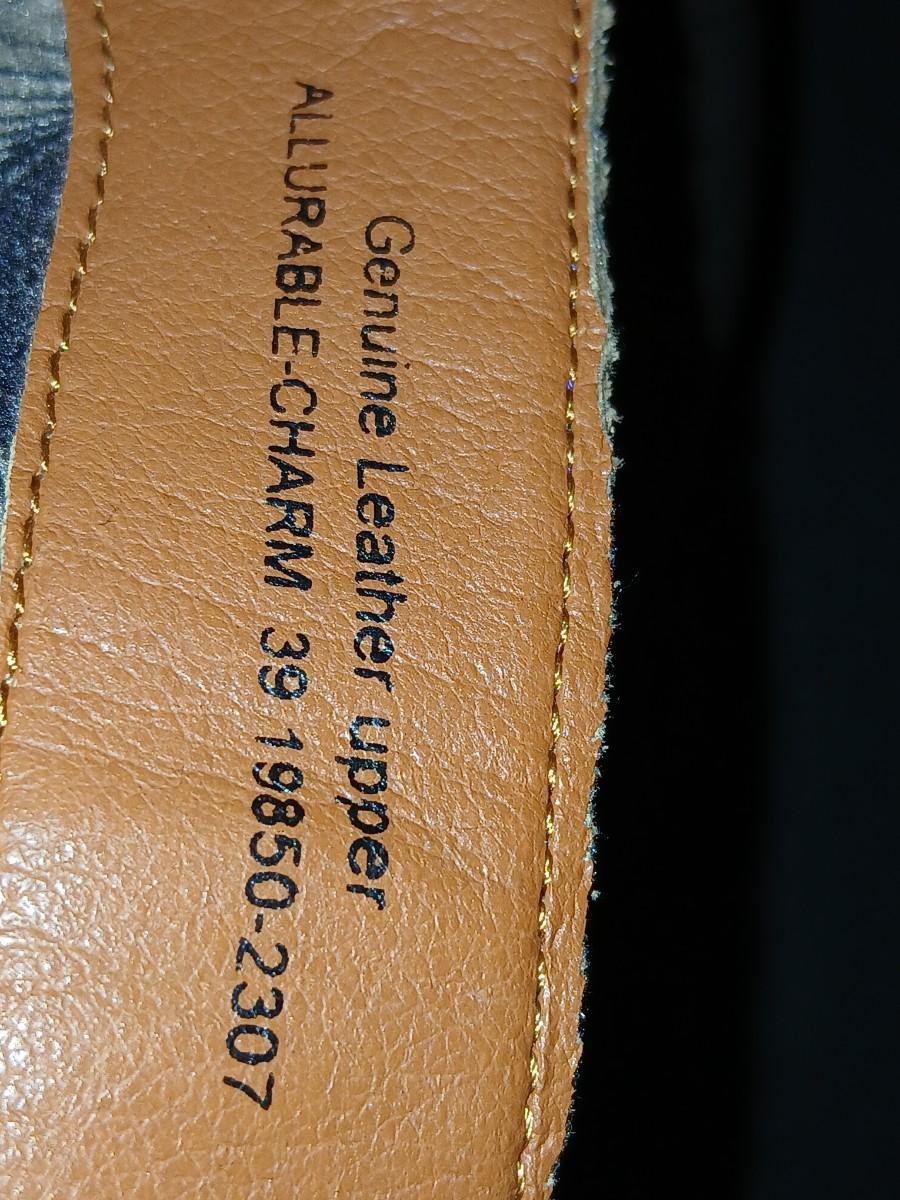 Genuine Leather upper
ALLURABLE-CHARM 39 19850-2307